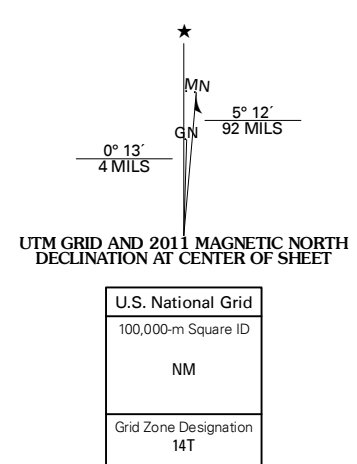 MN
5° 12´
92 MILS
GN
0° 13´
4 MILS
UTM GRID AND 2011 MAGNETIC NORTH
DECLINATION AT CENTER OF SHEET
U.S. National Grid
100,000-m Square ID
NM
Grid Zone Designation
14T